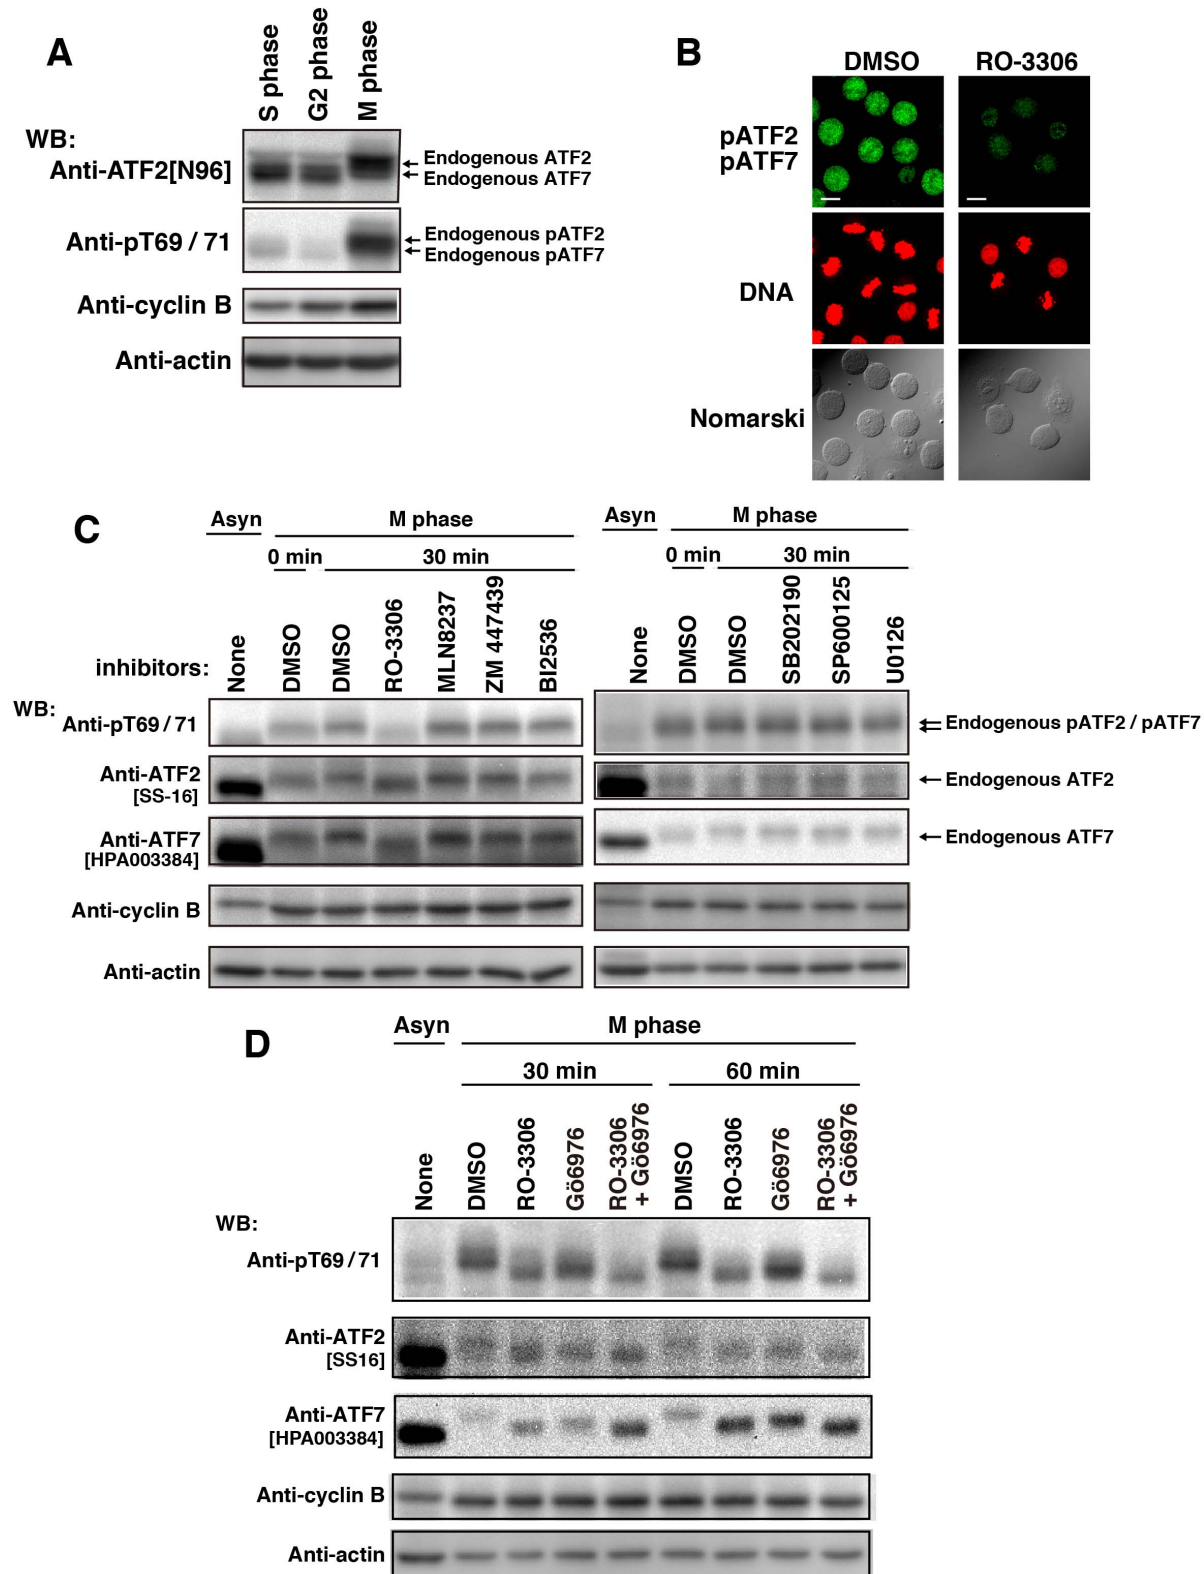 A
S phase
G2 phase
M phase
WB:
Anti-ATF2[N96]
Endogenous ATF2
Endogenous ATF7
Anti-pT69 / 71
Endogenous pATF2
Endogenous pATF7
Anti-cyclin B
Anti-actin
B
DMSO
RO-3306
pATF2
pATF7
DNA
Nomarski
C
Asyn
M phase
0 min
30 min
inhibitors:
None
DMSO
DMSO
RO-3306
MLN8237
ZM 447439
BI2536
Asyn
M phase
0 min
30 min
None
DMSO
DMSO
SB202190
SP600125
U0126
WB:
Anti-pT69 / 71
Endogenous pATF2 / pATF7
Anti-ATF2
[SS-16]
Endogenous ATF2
Anti-ATF7
[HPA003384]
Endogenous ATF7
Anti-cyclin B
Anti-actin
D
Asyn
M phase
30 min
60 min
None
DMSO
RO-3306
Gö6976
RO-3306
+ Gö6976
DMSO
RO-3306
Gö6976
RO-3306
+ Gö6976
WB:
Anti-pT69 / 71
Anti-ATF2
[SS16]
Anti-ATF7
[HPA003384]
Anti-cyclin B
Anti-actin